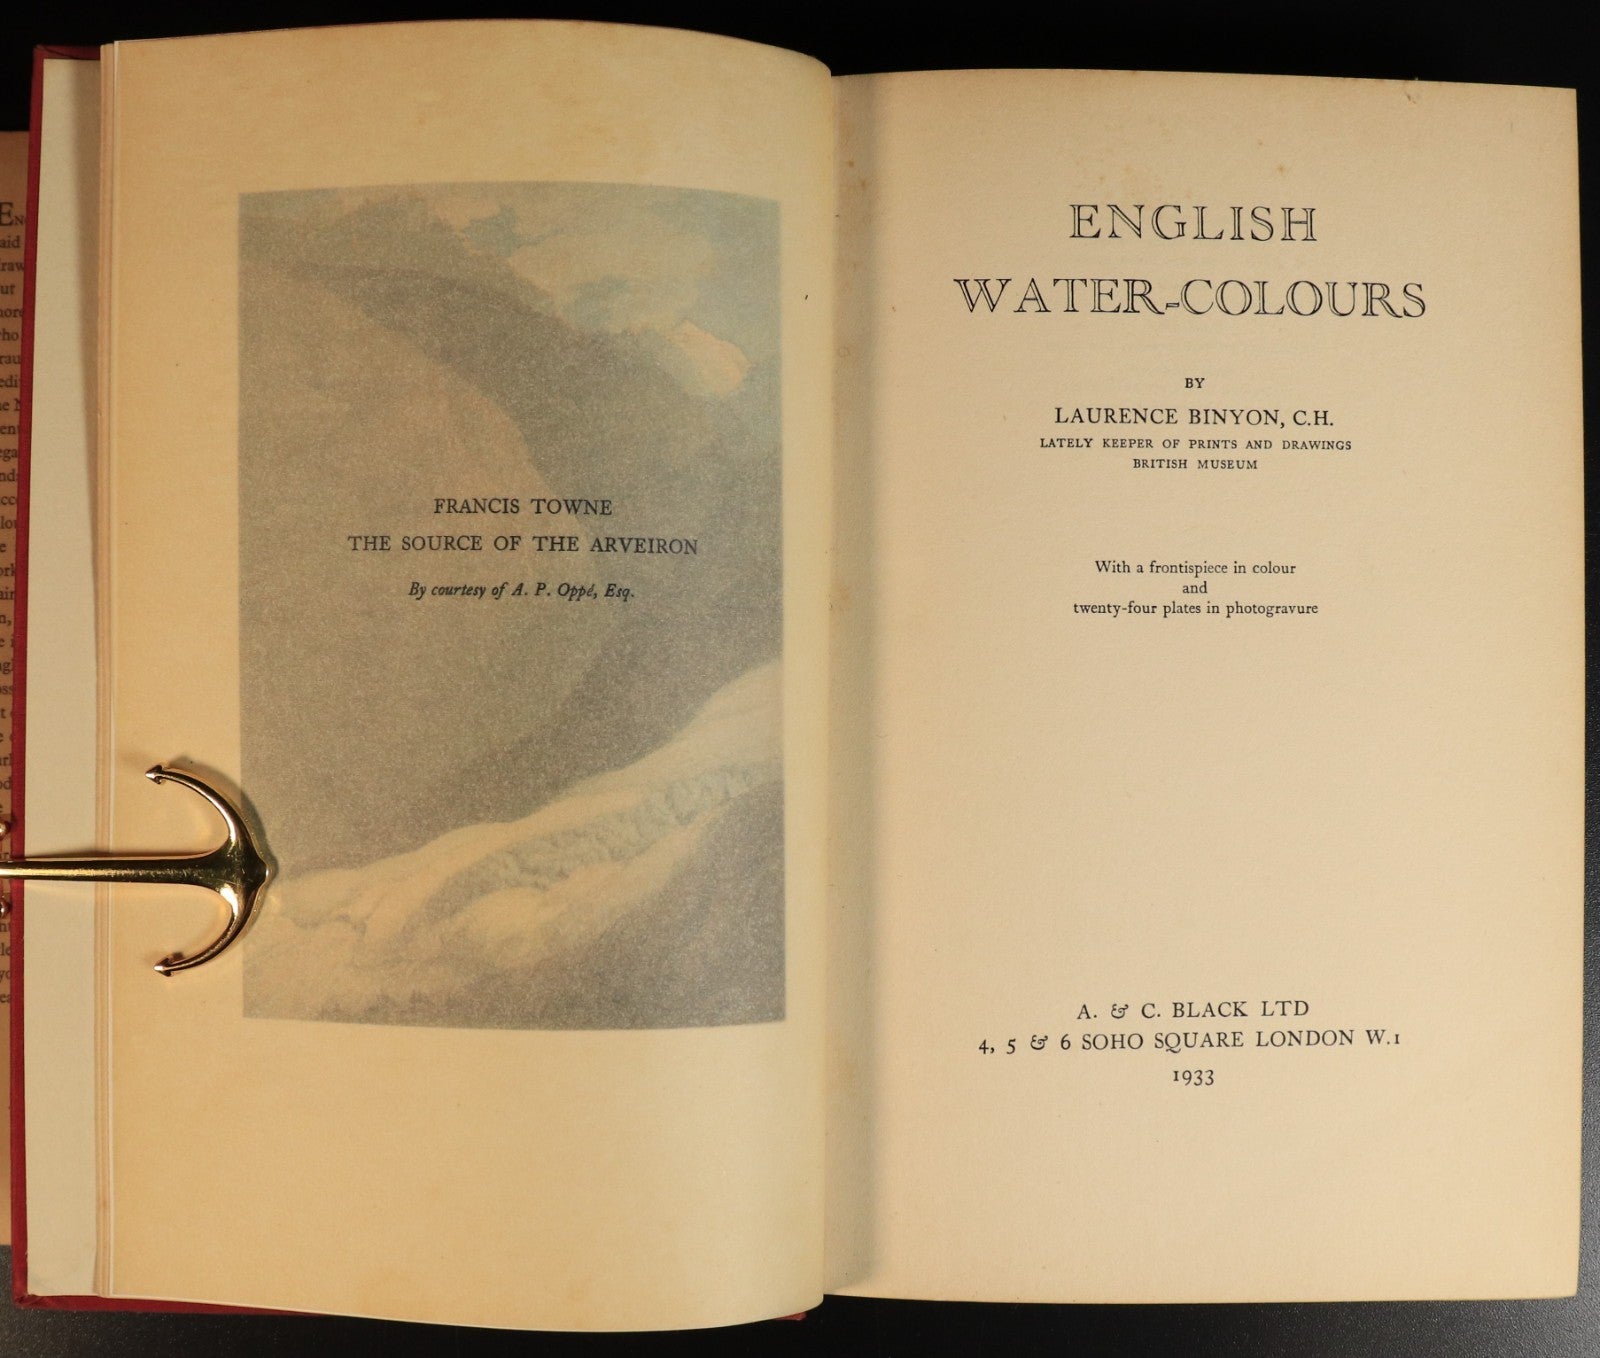 FRANCIS TOWNE
THE SOURCE OF THE ARVEIRON
By courtesy of A. P. Oppé, Esq.
ENGLISH
WATER-COLOURS
BY
LAURENCE BINYON, C.H.
LATELY KEEPER OF PRINTS AND DRAWINGS
BRITISH MUSEUM
With a frontispiece in colour
and
twenty-four plates in photogravure
A. & C. BLACK LTD
4, 5 & 6 SOHO SQUARE LONDON W.1
1933